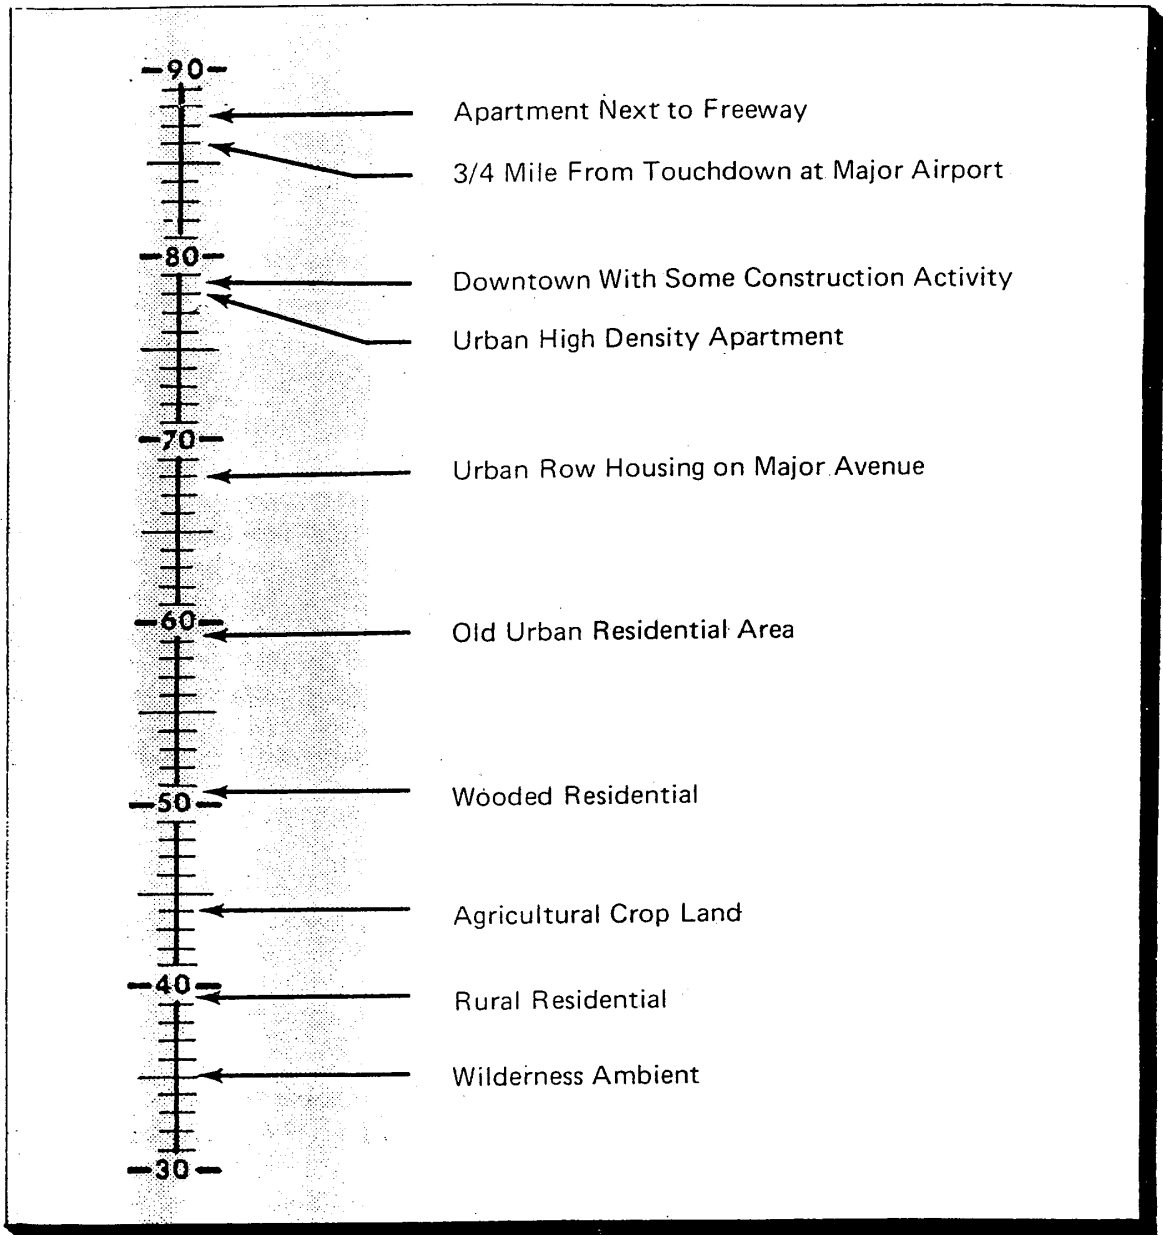 -90-
Apartment Next to Freeway
3/4 Mile From Touchdown at Major Airport
-80-
Downtown With Some Construction Activity
Urban High Density Apartment
-70-
Urban Row Housing on Major Avenue
-60-
Old Urban Residential Area
Wooded Residential
-50-
Agricultural Crop Land
-40-
Rural Residential
Wilderness Ambient
-30-